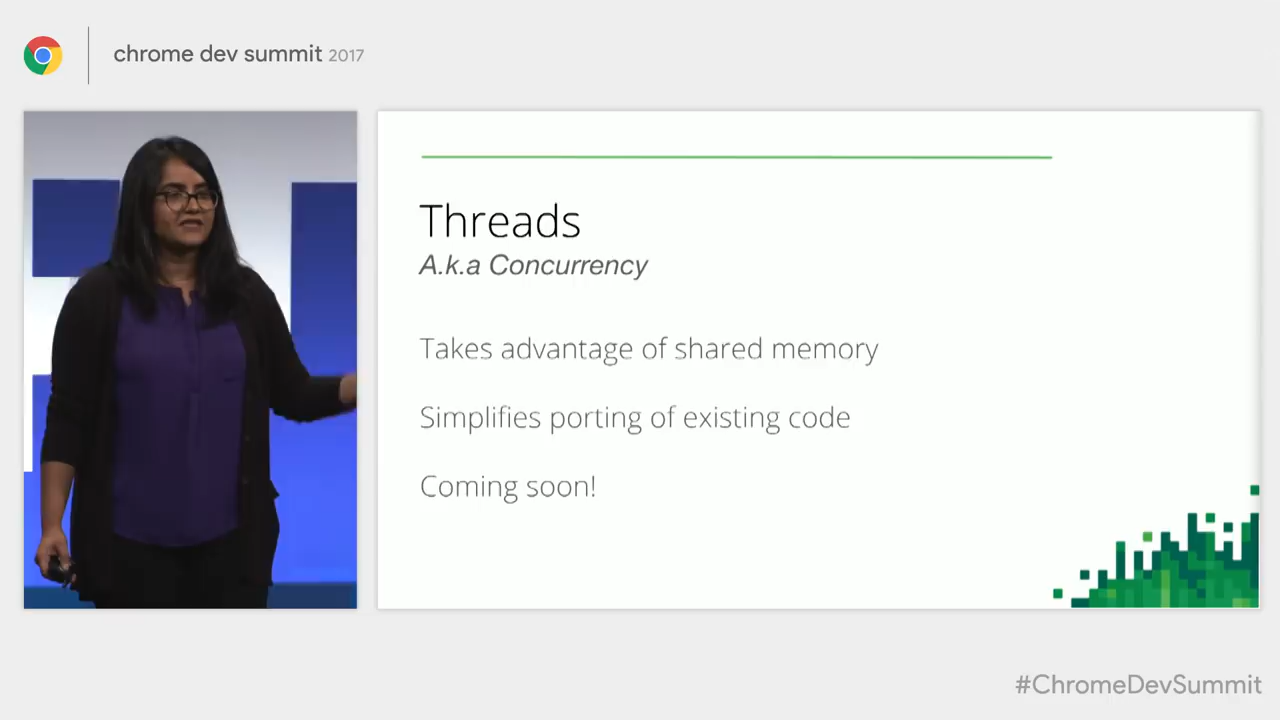 chrome dev summit 2017
Threads
A.k.a Concurrency
Takes advantage of shared memory
Simplifies porting of existing code
Coming soon!
#ChromeDevSummit